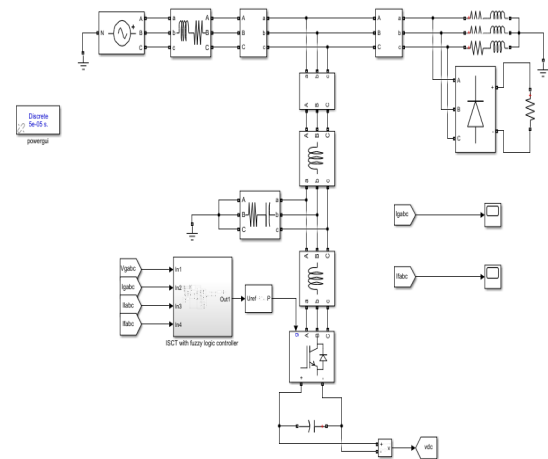 N
A
B
C
a
b
c
A
B
C
A
B
C
a
b
c
A
B
C
a
b
c
a b c
A B C
A
B
C
+
-
Discrete
5e-05 s.
powergui
A B C
a b c
A
B
C
a
b
c
Igabc
Ifabc
A B C
a b c
Vgabc
Igabc
Ilabc
Ifabc
In1
In2
In3
In4
Out1
Uref
P
ISCT with fuzzy logic controller
g
A B C
+
-
+
-
v
vdc